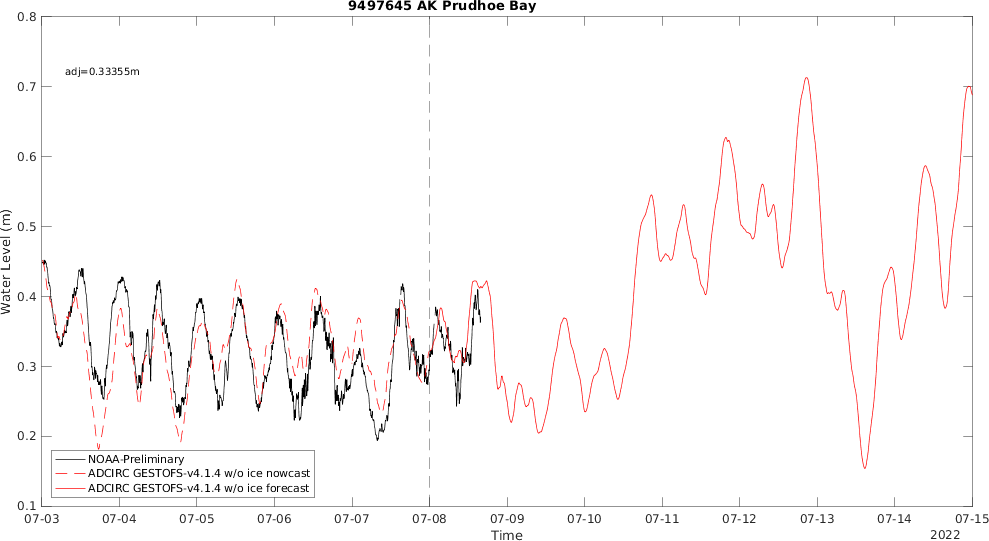 9497645 AK Prudhoe Bay
adj=0.33355m
0.8
0.7
0.6
0.5
0.4
0.3
0.2
0.1
Water Level (m)
NOAA-Preliminary
ADCIRC GESTOFS-v4.1.4 w/o ice nowcast
ADCIRC GESTOFS-v4.1.4 w/o ice forecast
07-03 07-04 07-05 07-06 07-07 07-08 07-09 07-10 07-11 07-12 07-13 07-14 07-15
Time
2022